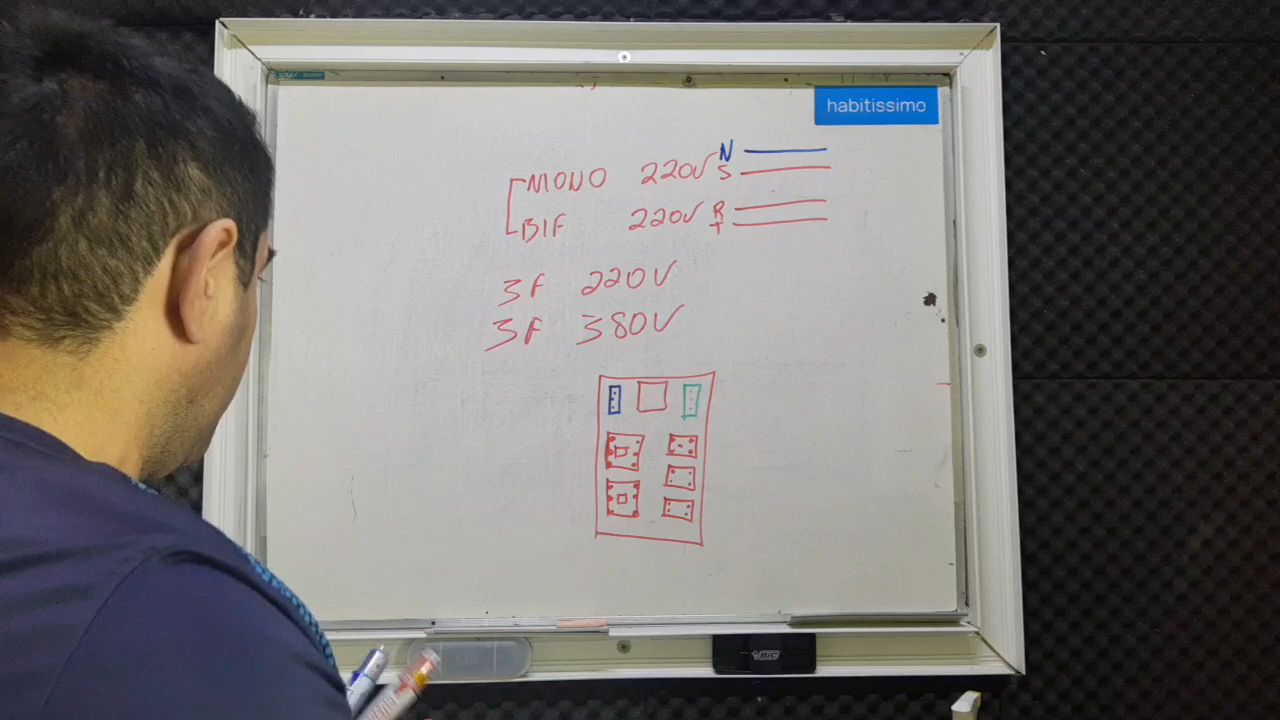 habitissimo
MONO 220V N
S
BIF 220V R
T
3F 220V
3F 380V
BIC